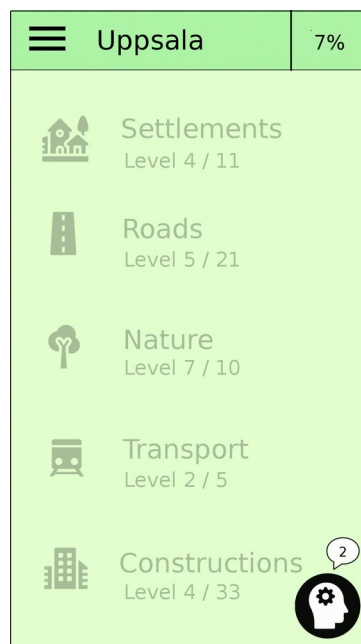 Uppsala
7%
Settlements
Level 4 / 11
Roads
Level 5 / 21
Nature
Level 7 / 10
Transport
Level 2 / 5
Constructions
Level 4 / 33
2